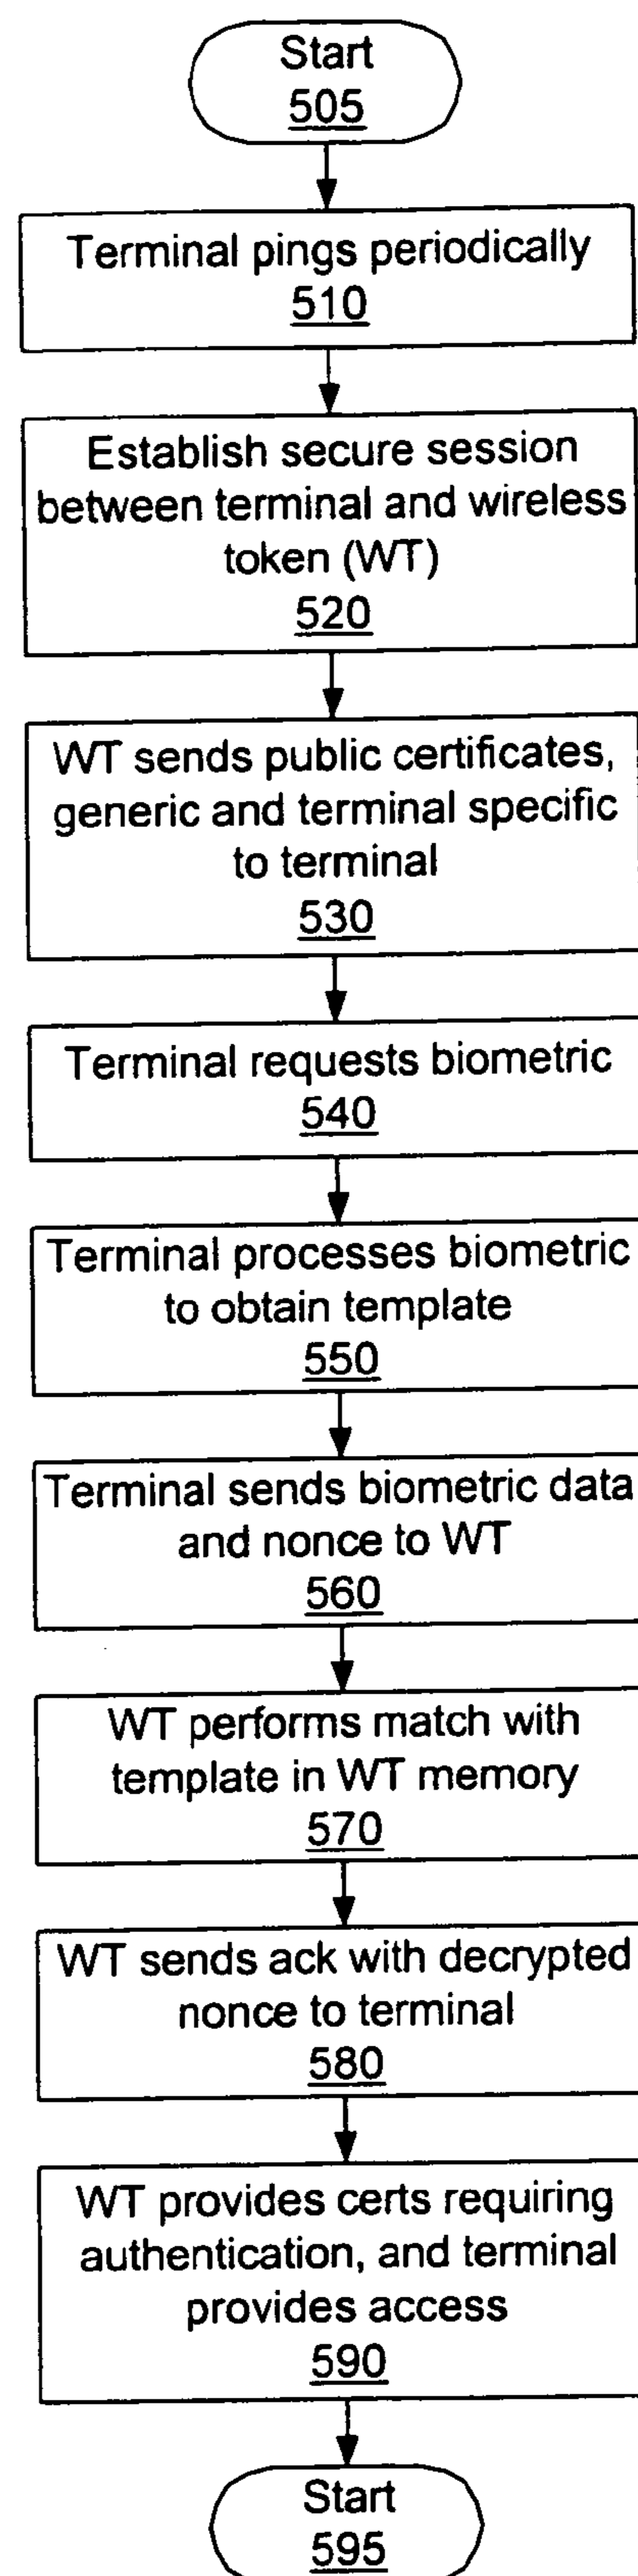 Start
505
Terminal pings periodically
510
Establish secure session
between terminal and wireless
token (WT)
520
WT sends public certificates,
generic and terminal specific
to terminal
530
Terminal requests biometric
540
Terminal processes biometric
to obtain template
550
Terminal sends biometric data
and nonce to WT
560
WT performs match with
template in WT memory
570
WT sends ack with decrypted
nonce to terminal
580
WT provides certs requiring
authentication, and terminal
provides access
590
Start
595